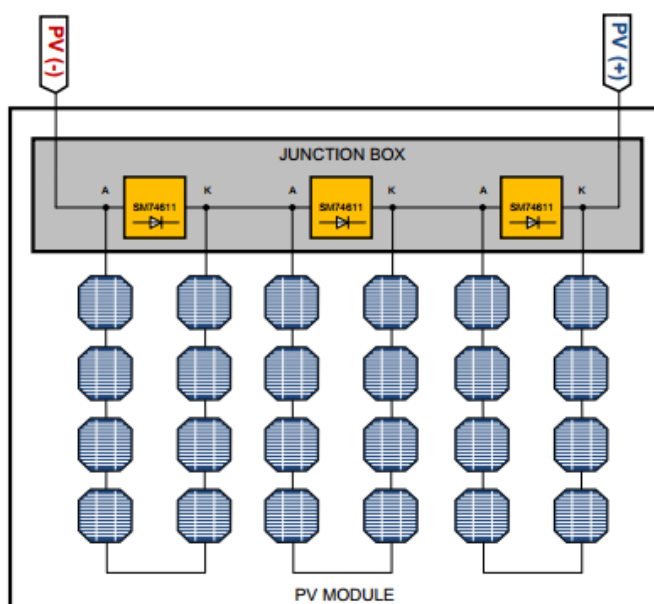 PV (-)
PV (+)
JUNCTION BOX
A
K
A
K
A
K
SM74611
SM74611
SM74611
PV MODULE